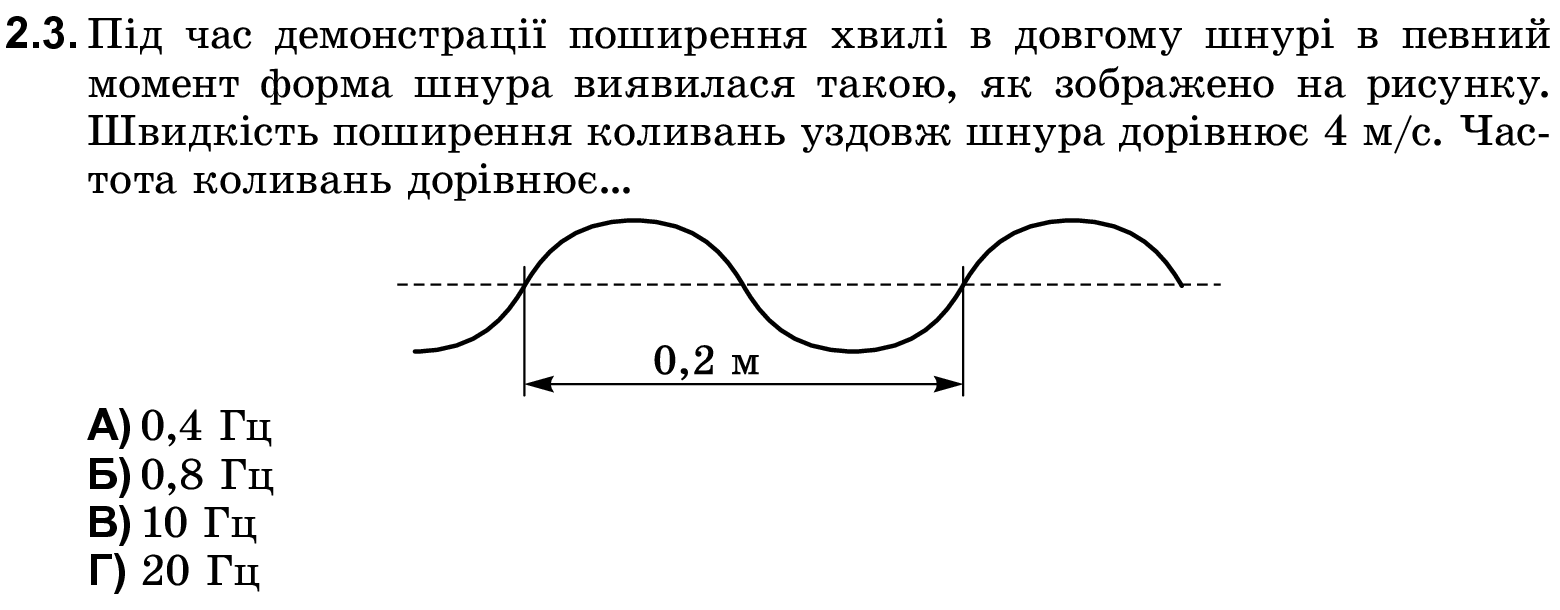 2.3. Під час демонстрації поширення хвилі в довгому шнурі в певний
момент форма шнура виявилася такою, як зображено на рисунку.
Швидкість поширення коливань уздовж шнура дорівнює 4 м/с. Час-
тота коливань дорівнює...
0,2 м
А) 0,4 Гц
Б) 0,8 Гц
В) 10 Гц
Г) 20 Гц